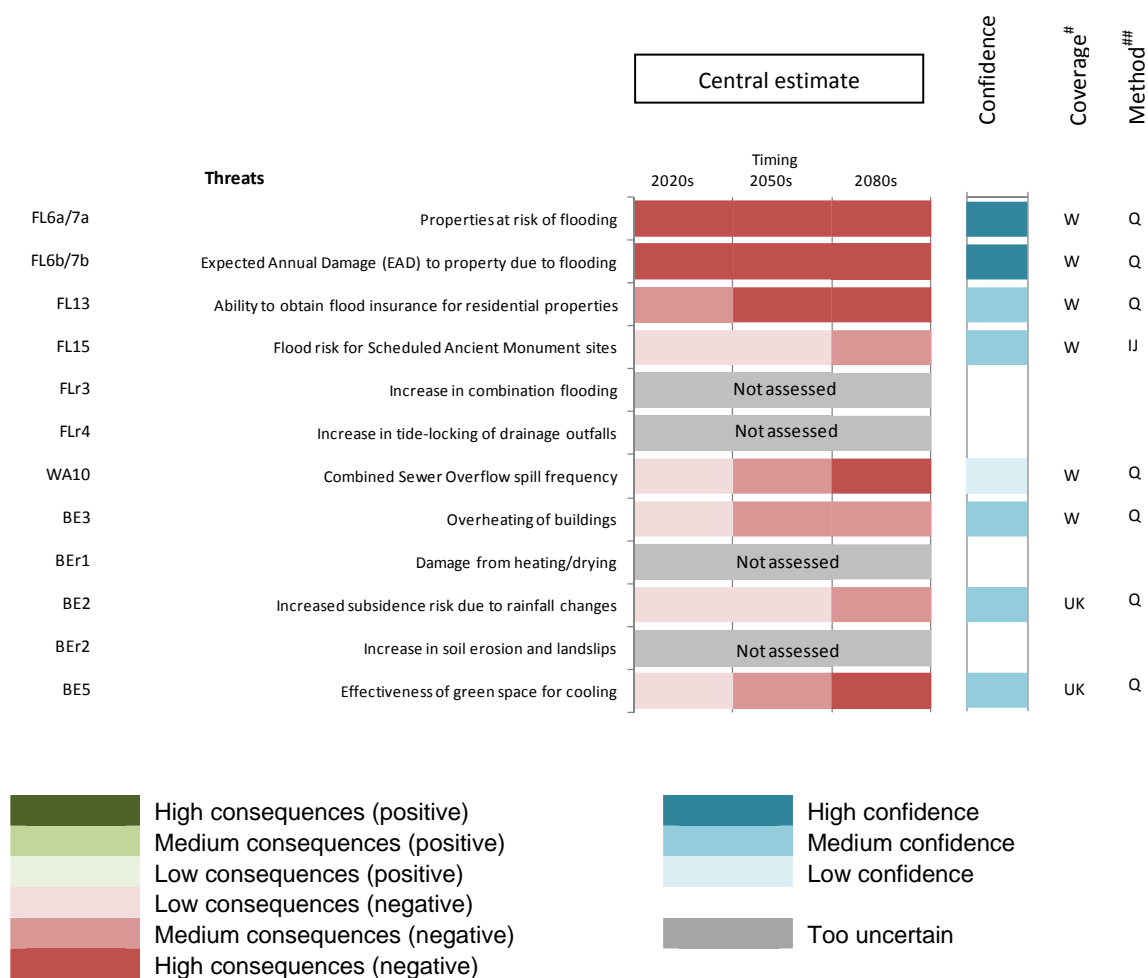 Central estimate
Confidence
Coverage#
Method##
Threats
Timing
2020s 2050s 2080s
FL6a/7a Properties at risk of flooding W Q
FL6b/7b Expected Annual Damage (EAD) to property due to flooding W Q
FL13 Ability to obtain flood insurance for residential properties W Q
FL15 Flood risk for Scheduled Ancient Monument sites W IJ
FLr3 Increase in combination flooding Not assessed
FLr4 Increase in tide-locking of drainage outfalls Not assessed
WA10 Combined Sewer Overflow spill frequency W Q
BE3 Overheating of buildings W Q
BEr1 Damage from heating/drying Not assessed
BE2 Increased subsidence risk due to rainfall changes UK Q
BEr2 Increase in soil erosion and landslips Not assessed
BE5 Effectiveness of green space for cooling UK Q
High consequences (positive)
Medium consequences (positive)
Low consequences (positive)
Low consequences (negative)
Medium consequences (negative)
High consequences (negative)
High confidence
Medium confidence
Low confidence
Too uncertain